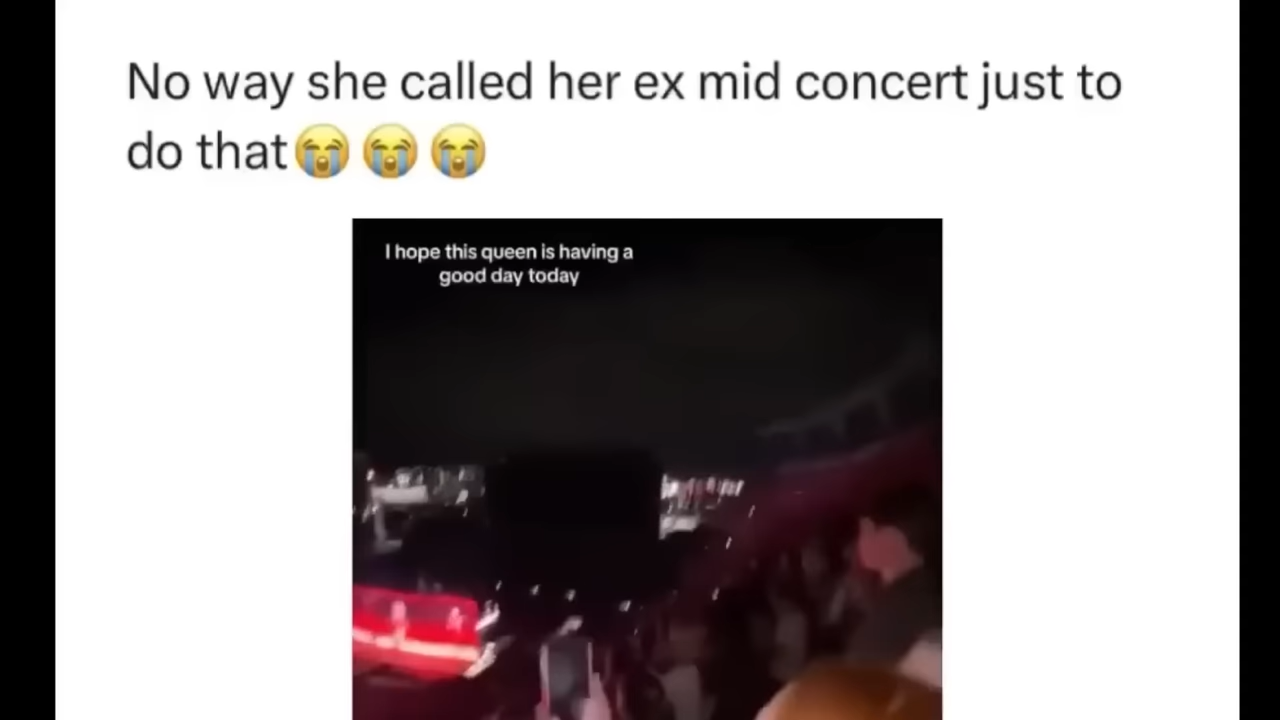 No way she called her ex mid concert just to
do that😭😭😭
I hope this queen is having a
good day today